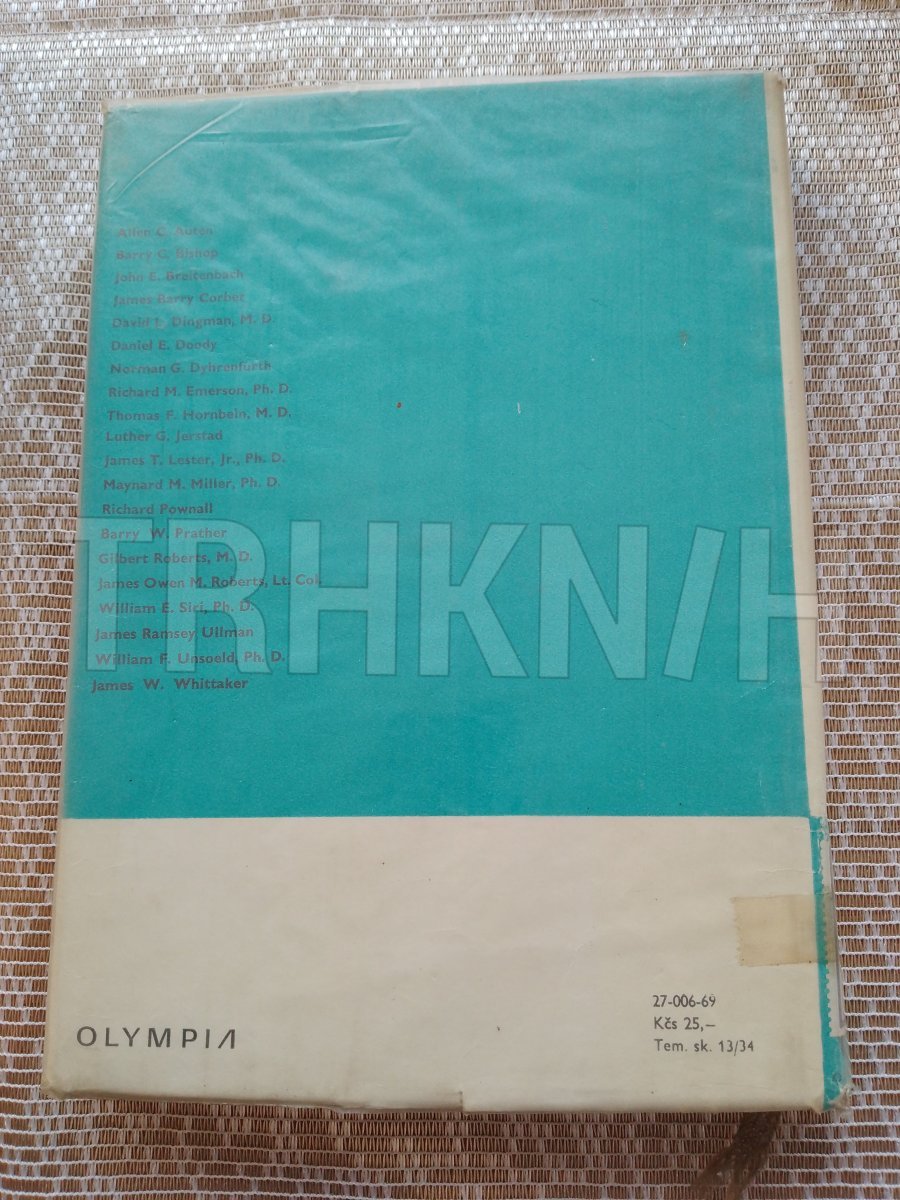 Allen C. Auten
Barry C. Bishop
John E. Breitenbach
James Barry Corbet
David L. Dingman, M. D.
Daniel E. Doody
Norman G. Dyhrenfurth
Richard M. Emerson, Ph. D.
Thomas F. Hornbein, M. D.
Luther G. Jerstad
James T. Lester, Jr., Ph. D.
Maynard M. Miller, Ph. D.
Richard Pownall
Barry W. Prather
Gilbert Roberts, M. D.
James Owen M. Roberts, Lt. Col.
William E. Siri, Ph. D.
James Ramsey Ullman
William F. Unsoeld, Ph. D.
James W. Whittaker
TRHKNIH
OLYMPIA
27-006-69
Kčs 25,–
Tem. sk. 13/34